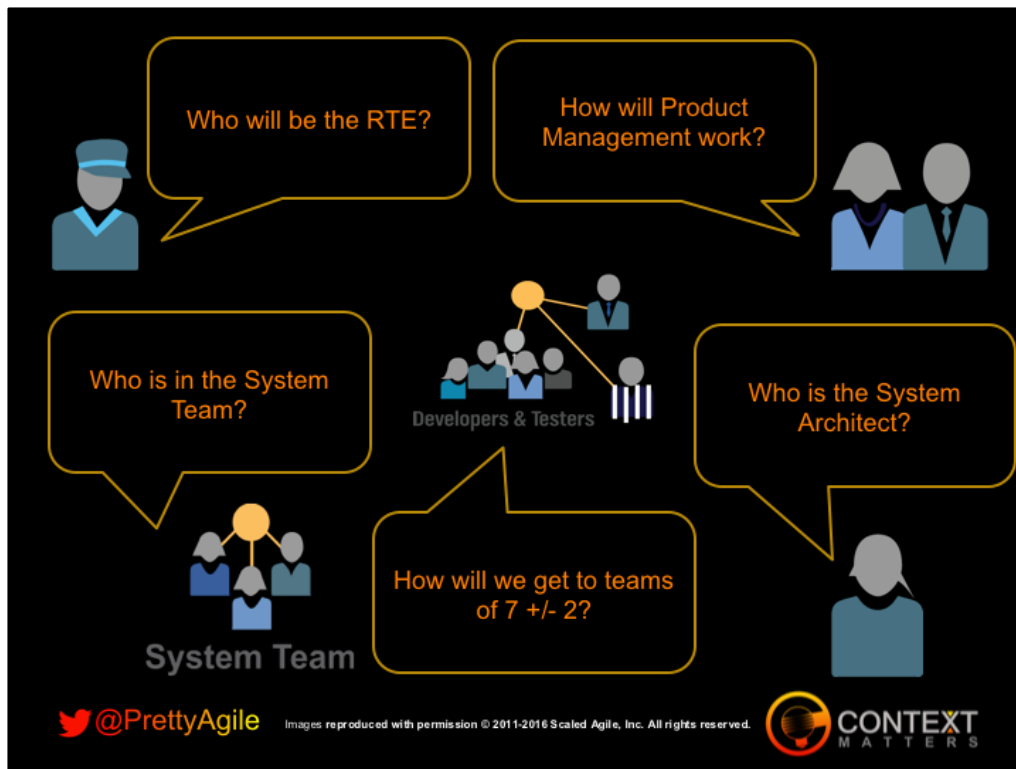 Who will be the RTE?
How will Product
Management work?
Who is in the System
Team?
Developers & Testers
Who is the System
Architect?
How will we get to teams
of 7 +/- 2?
System Team
@PrettyAgile
Images reproduced with permission © 2011-2016 Scaled Agile, Inc. All rights reserved.
CONTEXT
MATTERS